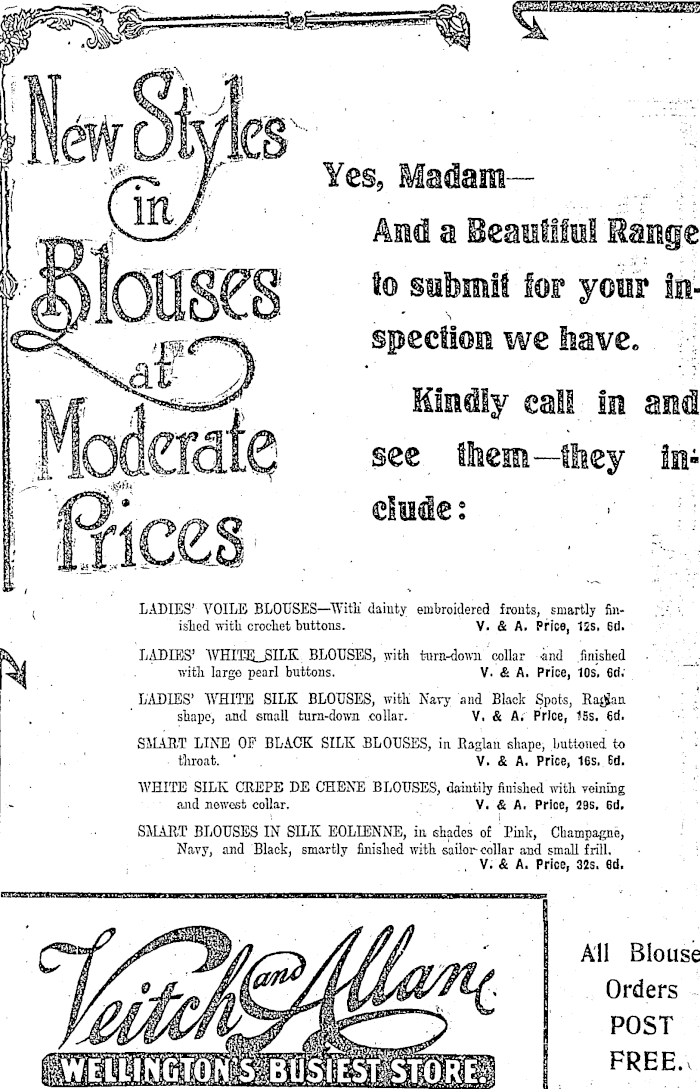 New Styles
in
Blouses
at
Moderate
Prices
Yes, Madam—
And a Beautiful Range
to submit for your in-
spection we have.
Kindly call in and
see them—they in-
clude:
LADIES' VOILE BLOUSES—With dainty embroidered fronts, smartly fin-
ished with crochet buttons. V. & A. Price, 12s. 6d.
LADIES' WHITE SILK BLOUSES, with turn-down collar and finished
with large pearl buttons. V. & A. Price, 10s. 6d.
LADIES' WHITE SILK BLOUSES, with Navy and Black Spots, Raglan
shape, and small turn-down collar. V. & A. Price, 15s. 6d.
SMART LINE OF BLACK SILK BLOUSES, in Raglan shape, buttoned to
throat. V. & A. Price, 16s. 6d.
WHITE SILK CREPE DE CHENE BLOUSES, daintily finished with veining
and newest collar. V. & A. Price, 29s. 6d.
SMART BLOUSES IN SILK EOLIENNE, in shades of Pink, Champagne,
Navy, and Black, smartly finished with sailor collar and small frill.
V. & A. Price, 32s. 6d.
Veitch and Allan
WELLINGTON'S BUSIEST STORE.
All Blouse
Orders
POST
FREE.